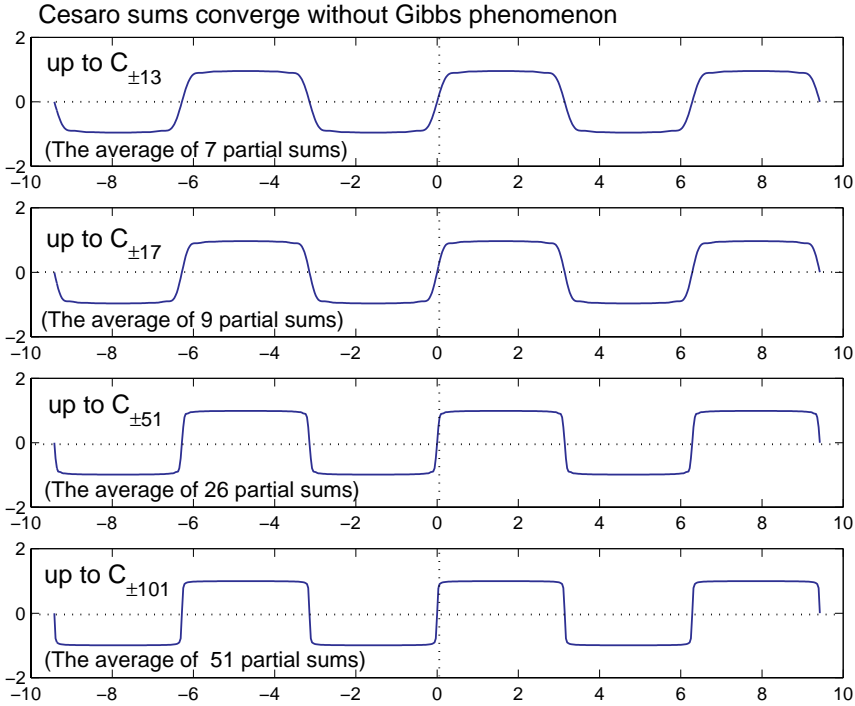 Cesaro sums converge without Gibbs phenomenon
2
up to C±13
0
(The average of 7 partial sums)
−2
−10 −8 −6 −4 −2 0 2 4 6 8 10
2
up to C±17
0
(The average of 9 partial sums)
−2
−10 −8 −6 −4 −2 0 2 4 6 8 10
2
up to C±51
0
(The average of 26 partial sums)
−2
−10 −8 −6 −4 −2 0 2 4 6 8 10
2
up to C±101
0
(The average of  51 partial sums)
−2
−10 −8 −6 −4 −2 0 2 4 6 8 10